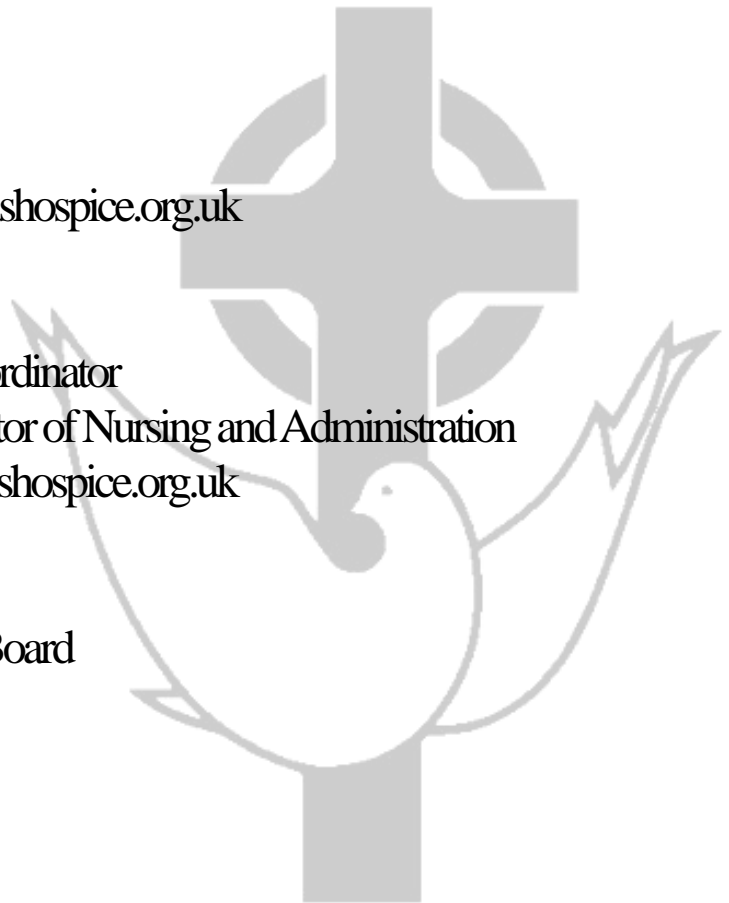 shospice.org.uk
rdinator
tor of Nursing and Administration
shospice.org.uk
Board